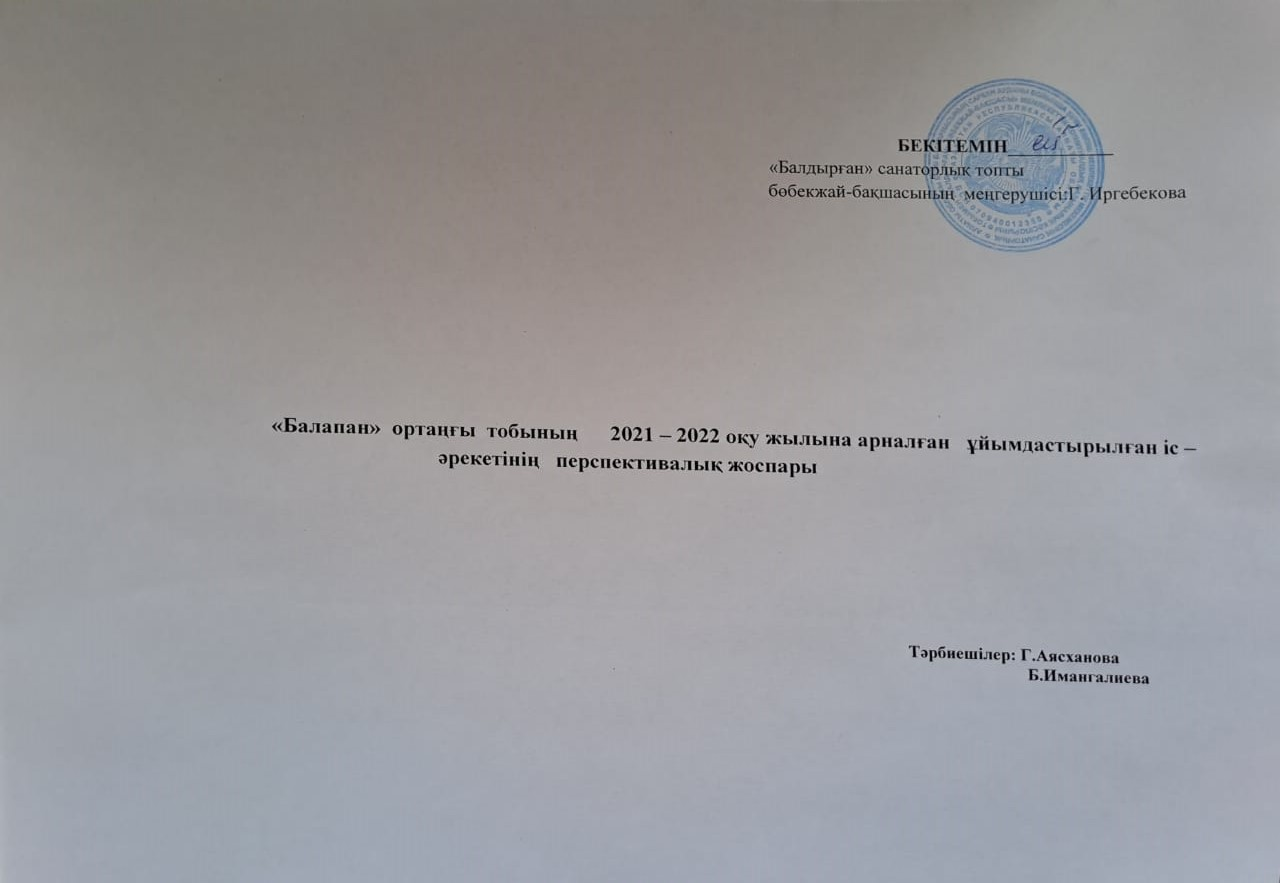 БЕКІТЕМІН
«Балдырған» санаторлық топты
бөбекжай-бақшасының меңгерушісі:Г. Иргебекова
«Балапан» ортаңғы тобының 2021 – 2022 оқу жылына арналған ұйымдастырылған іс –
әрекетінің перспективалық жоспары
Тәрбиешілер: Г.Аясханова
Б.Имангалиева